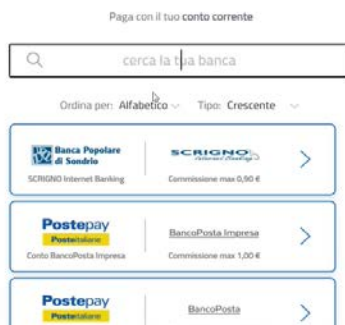 Paga con il tuo conto corrente
cerca la tua banca
Ordina per: Alfabetico Tipo: Crescente
Banca Popolare
di Sondrio
SCRIGNO
Internet Banking
SCRIGNO Internet Banking
Commissione max 0,90 €
Postepay
Posteitaliane
BancoPosta Impresa
Conto BancoPosta Impresa
Commissione max 1,00 €
Postepay
Posteitaliane
BancoPosta